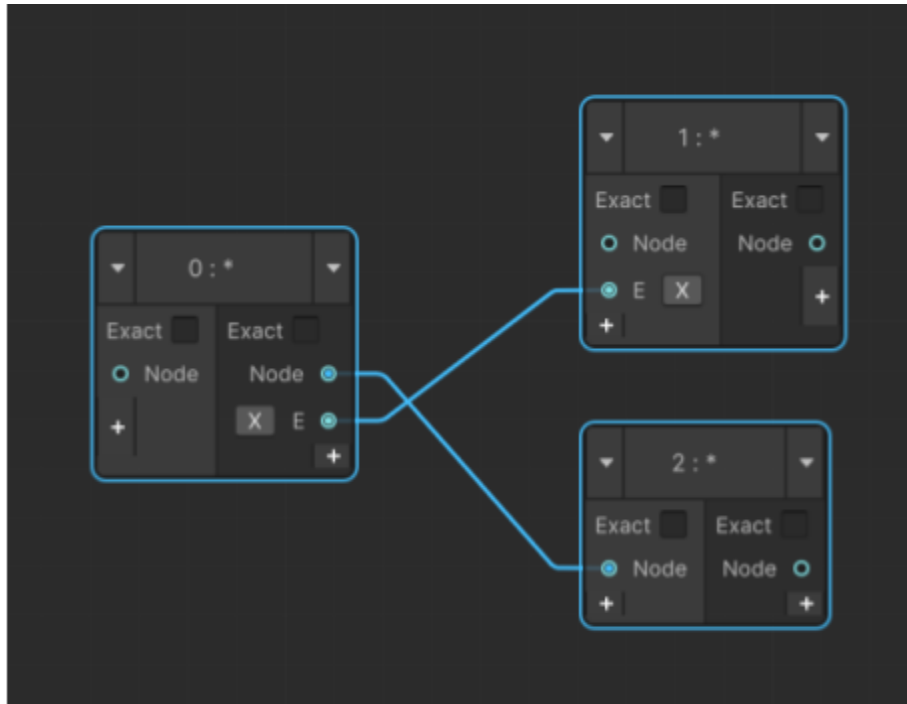 0 : *
Exact Exact
Node Node
+ X E
+
1 : *
Exact Exact
Node Node
E X +
+
2 : *
Exact Exact
Node Node
+ +